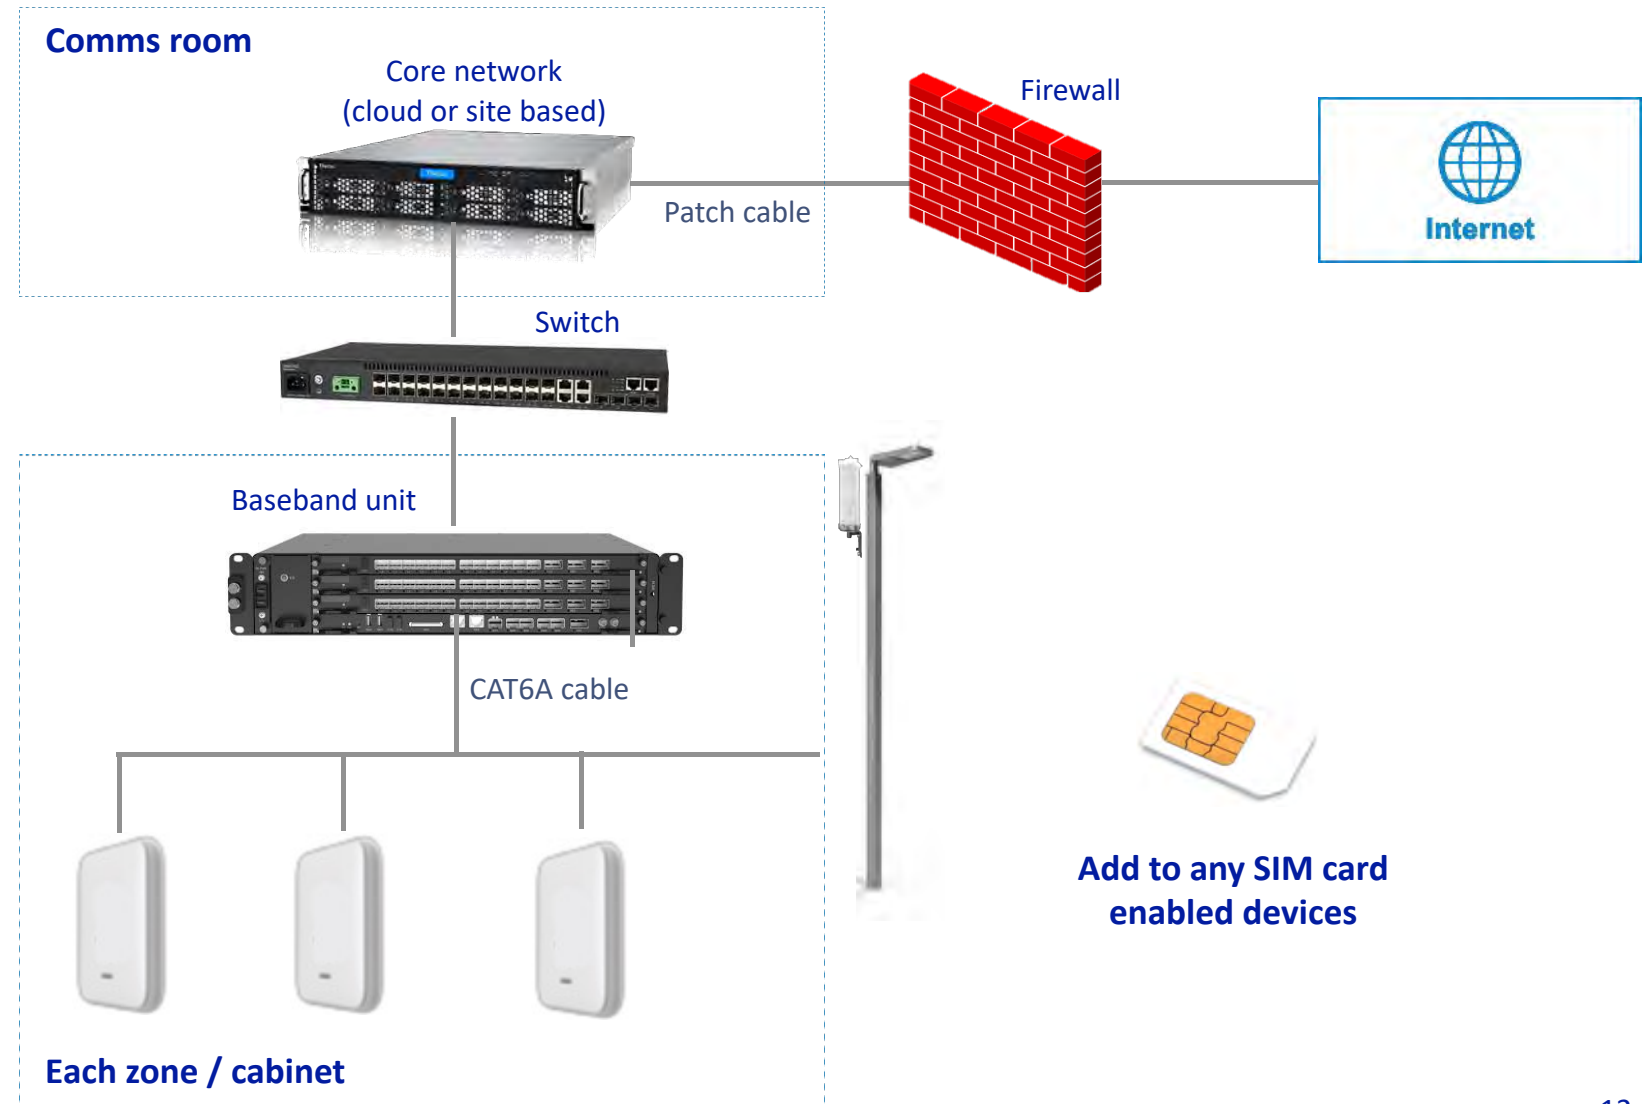 Comms room
Core network
(cloud or site based)
Firewall
Patch cable
Internet
Switch
Baseband unit
CAT6A cable
Add to any SIM card
enabled devices
Each zone / cabinet